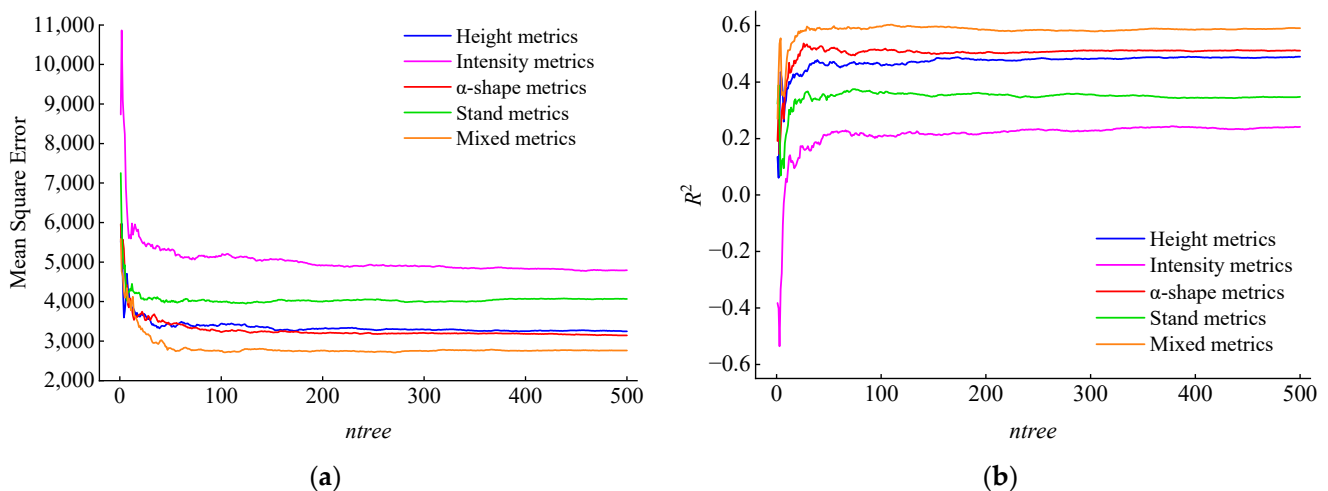 11,000
10,000
9,000
8,000
7,000
6,000
5,000
4,000
3,000
2,000
Mean Square Error
0
100
200
300
400
500
ntree
Height metrics
Intensity metrics
α-shape metrics
Stand metrics
Mixed metrics
(a)
0.6
0.4
0.2
0.0
−0.2
−0.4
−0.6
R²
0
100
200
300
400
500
ntree
Height metrics
Intensity metrics
α-shape metrics
Stand metrics
Mixed metrics
(b)